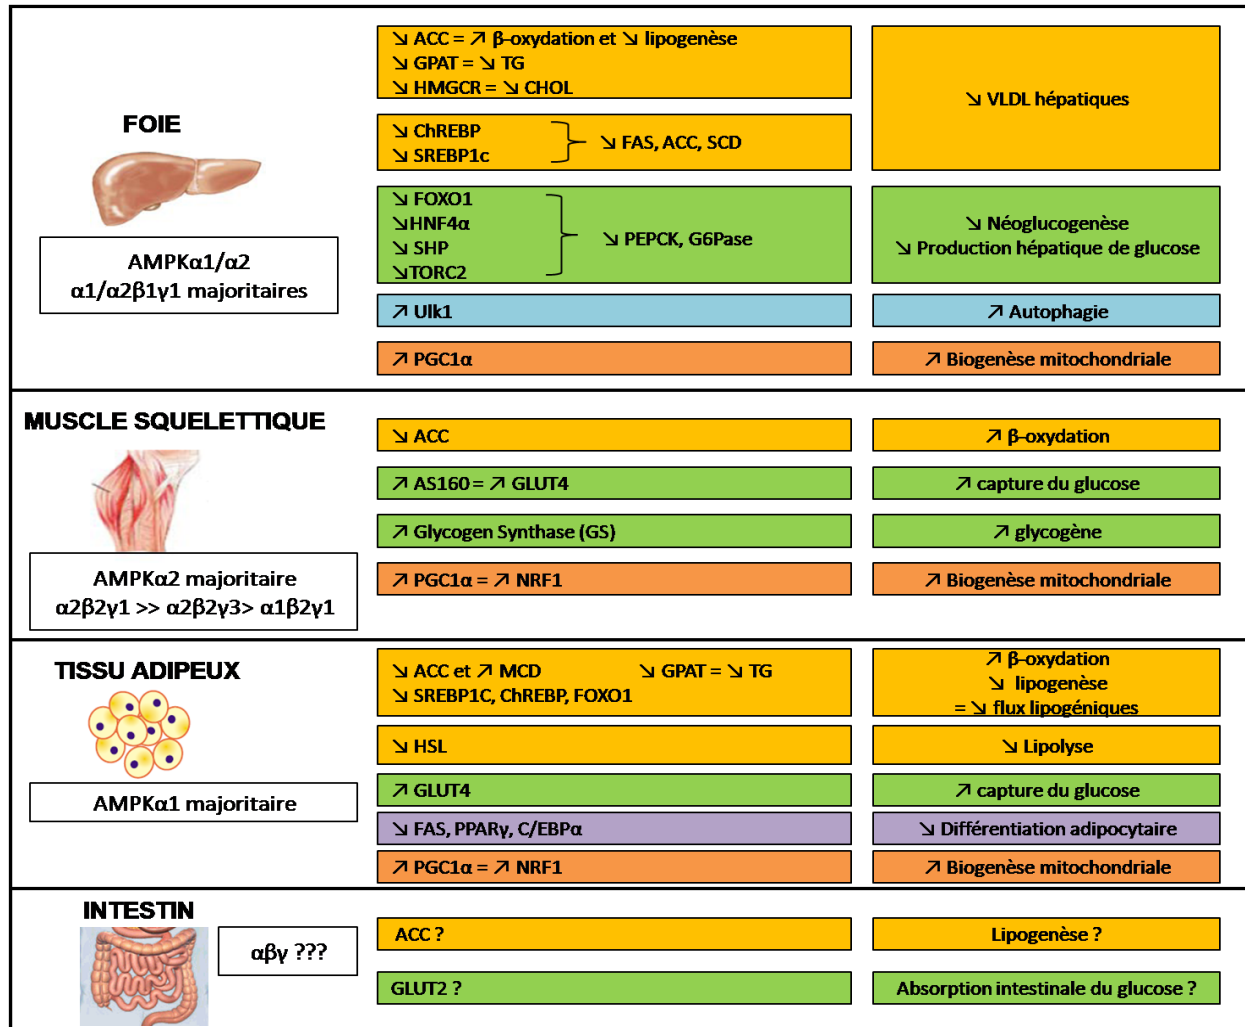 FOIE
AMPKα1/α2
α1/α2β1γ1 majoritaires
↘ ACC = ↗ β-oxydation et ↘ lipogenèse
↘ GPAT = ↘ TG
↘ HMGCR = ↘ CHOL
↘ VLDL hépatiques
↘ ChREBP
↘ SREBP1c
↘ FAS, ACC, SCD
↘ FOXO1
↘HNF4α
↘ SHP
↘TORC2
↘ PEPCK, G6Pase
↘ Néoglucogenèse
↘ Production hépatique de glucose
↗ Ulk1
↗ Autophagie
↗ PGC1α
↗ Biogenèse mitochondriale
MUSCLE SQUELETTIQUE
AMPKα2 majoritaire
α2β2γ1 >> α2β2γ3> α1β2γ1
↘ ACC
↗ β-oxydation
↗ AS160 = ↗ GLUT4
↗ capture du glucose
↗ Glycogen Synthase (GS)
↗ glycogène
↗ PGC1α = ↗ NRF1
↗ Biogenèse mitochondriale
TISSU ADIPEUX
AMPKα1 majoritaire
↘ ACC et ↗ MCD ↘ GPAT = ↘ TG
↘ SREBP1C, ChREBP, FOXO1
↗ β-oxydation
↘ lipogenèse
= ↘ flux lipogéniques
↘ HSL
↘ Lipolyse
↗ GLUT4
↗ capture du glucose
↘ FAS, PPARγ, C/EBPα
↘ Différentiation adipocytaire
↗ PGC1α = ↗ NRF1
↗ Biogenèse mitochondriale
INTESTIN
αβγ ???
ACC ?
Lipogenèse ?
GLUT2 ?
Absorption intestinale du glucose ?